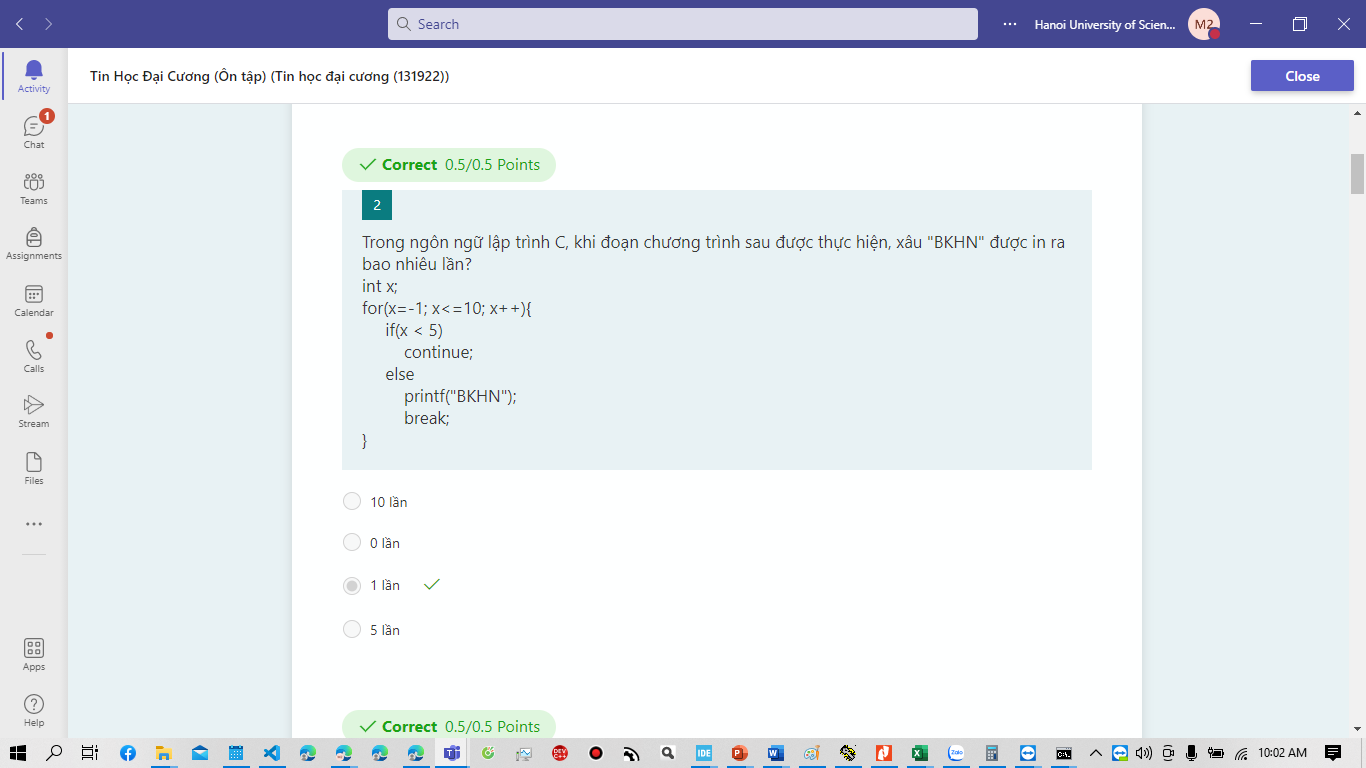 Search
Hanoi University of Scien...
M2
Tin Học Đại Cương (Ôn tập) (Tin học đại cương (131922))
Close
Activity
1
Chat
Teams
Assignments
Calendar
Calls
Stream
Files
Apps
Help
Correct 0.5/0.5 Points
2
Trong ngôn ngữ lập trình C, khi đoạn chương trình sau được thực hiện, xâu "BKHN" được in ra
bao nhiêu lần?
int x;
for(x=-1; x<=10; x++){
if(x < 5)
continue;
else
printf("BKHN");
break;
}
10 lần
0 lần
1 lần
5 lần
Correct 0.5/0.5 Points
DEV
C++
IDE
Zalo
10:02 AM